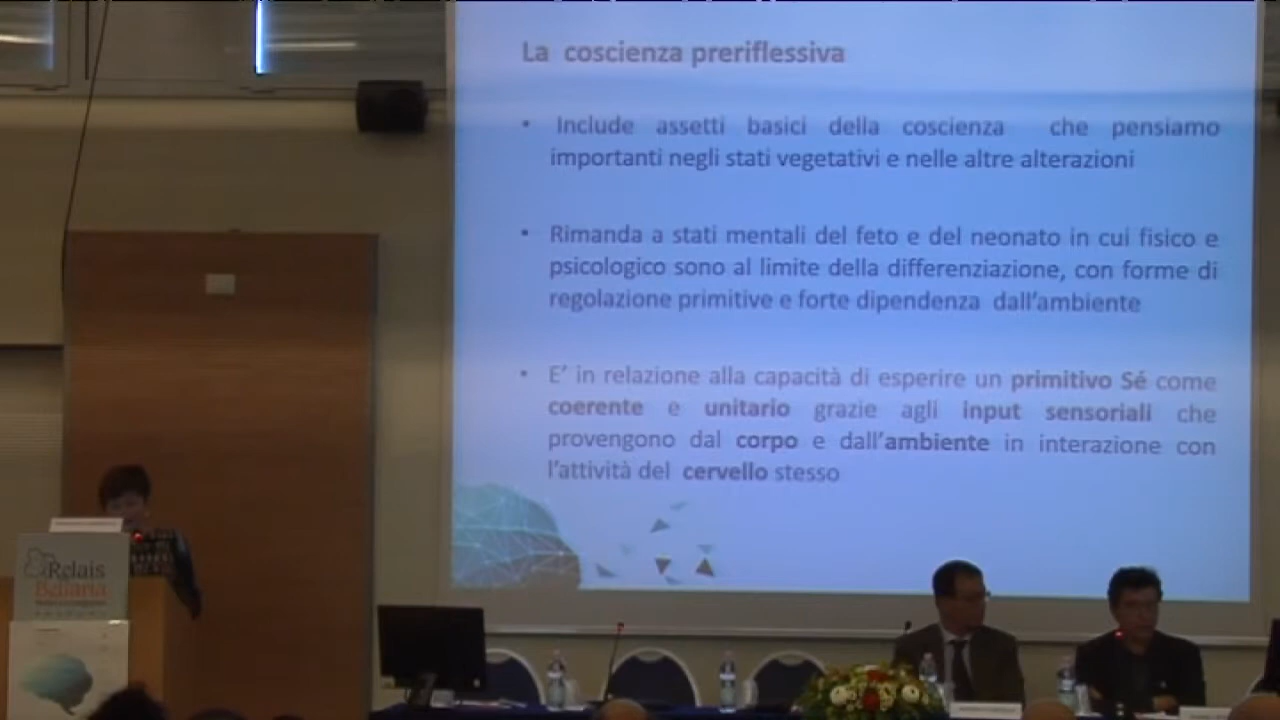 La coscienza preriflessiva
• Include assetti basici della coscienza che pensiamo
importanti negli stati vegetativi e nelle altre alterazioni
• Rimanda a stati mentali del feto e del neonato in cui fisico e
psicologico sono al limite della differenziazione, con forme di
regolazione primitive e forte dipendenza dall'ambiente
• E' in relazione alla capacità di esperire un primitivo Sé come
coerente e unitario grazie agli input sensoriali che
provengono dal corpo e dall'ambiente in interazione con
l'attività del cervello stesso
Relais
Bellaria